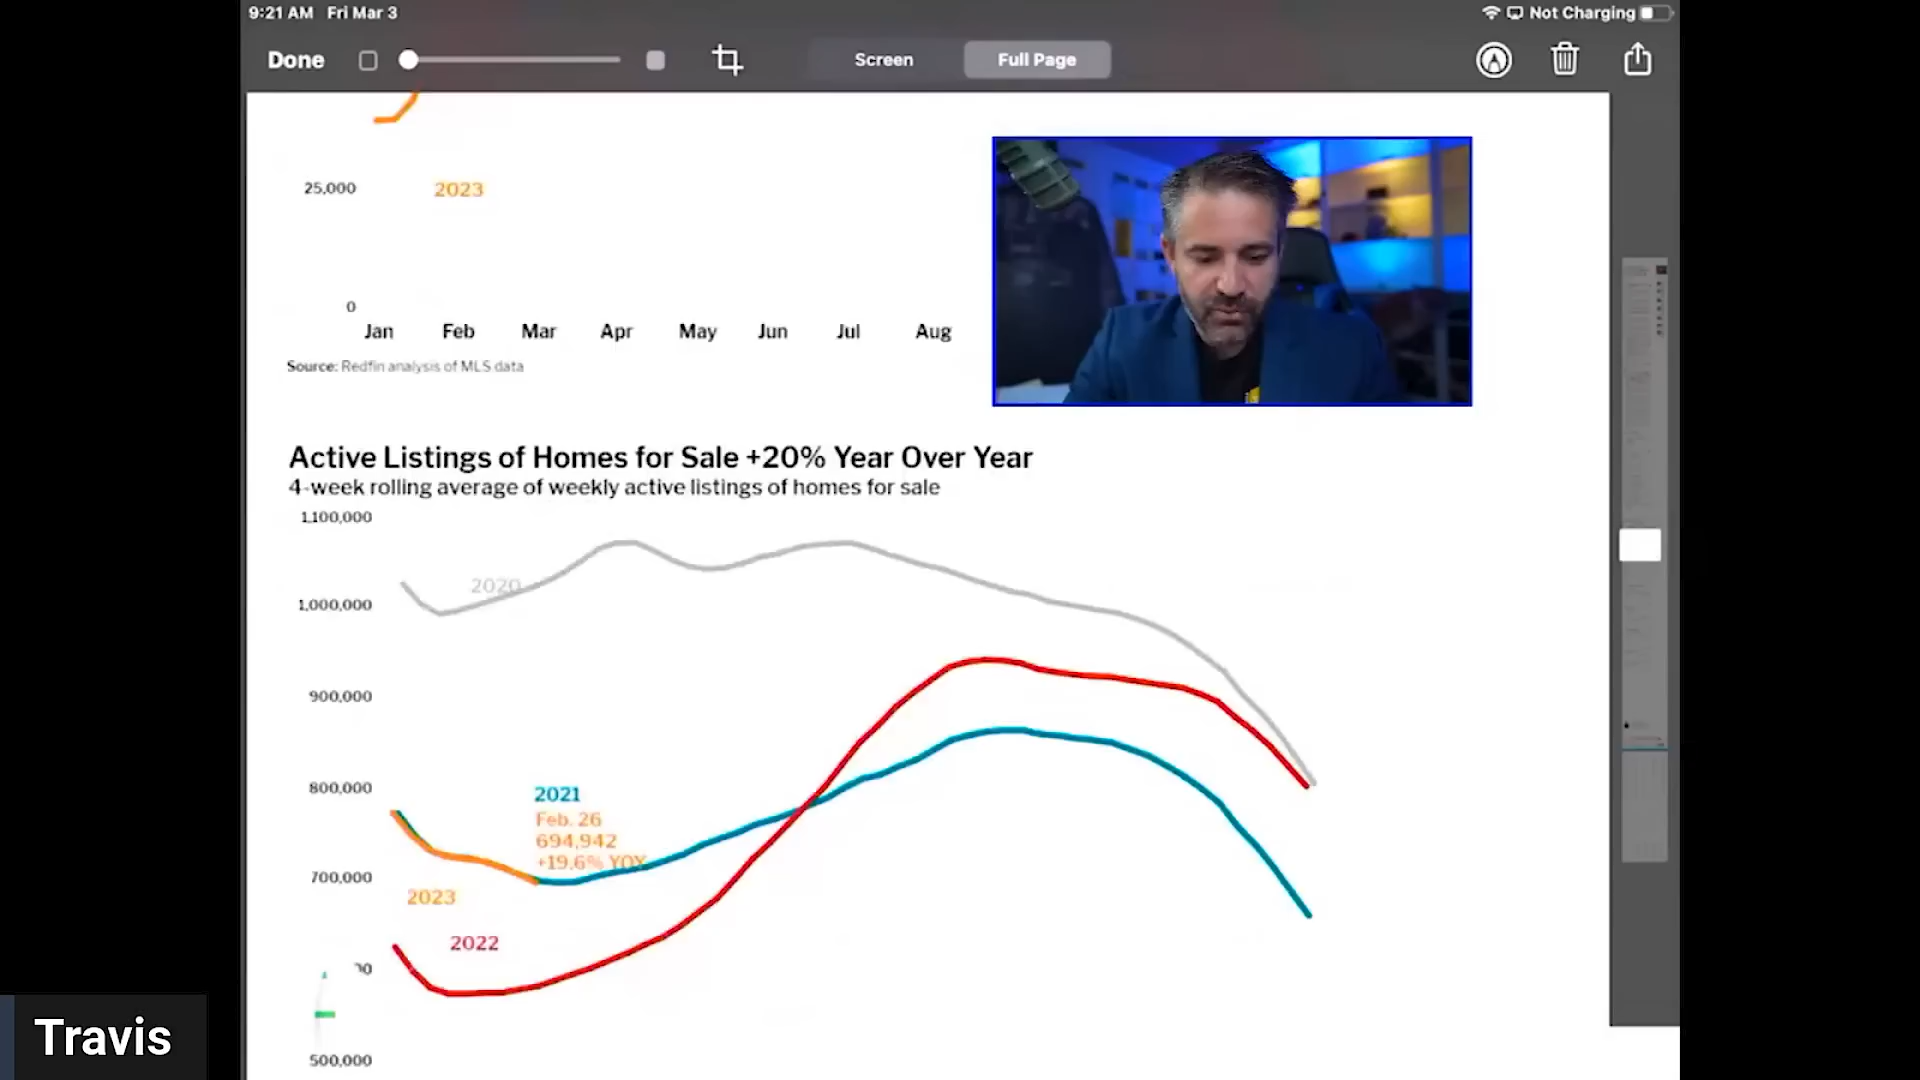 9:21 AM Fri Mar 3
Not Charging
Done
Screen
Full Page
25,000
2023
0
Jan Feb Mar Apr May Jun Jul Aug
Source: Redfin analysis of MLS data
Active Listings of Homes for Sale +20% Year Over Year
4-week rolling average of weekly active listings of homes for sale
1,100,000
2020
1,000,000
900,000
800,000
2021
Feb. 26
694,942
+19.6% YOY
700,000
2023
2022
500,000
Travis